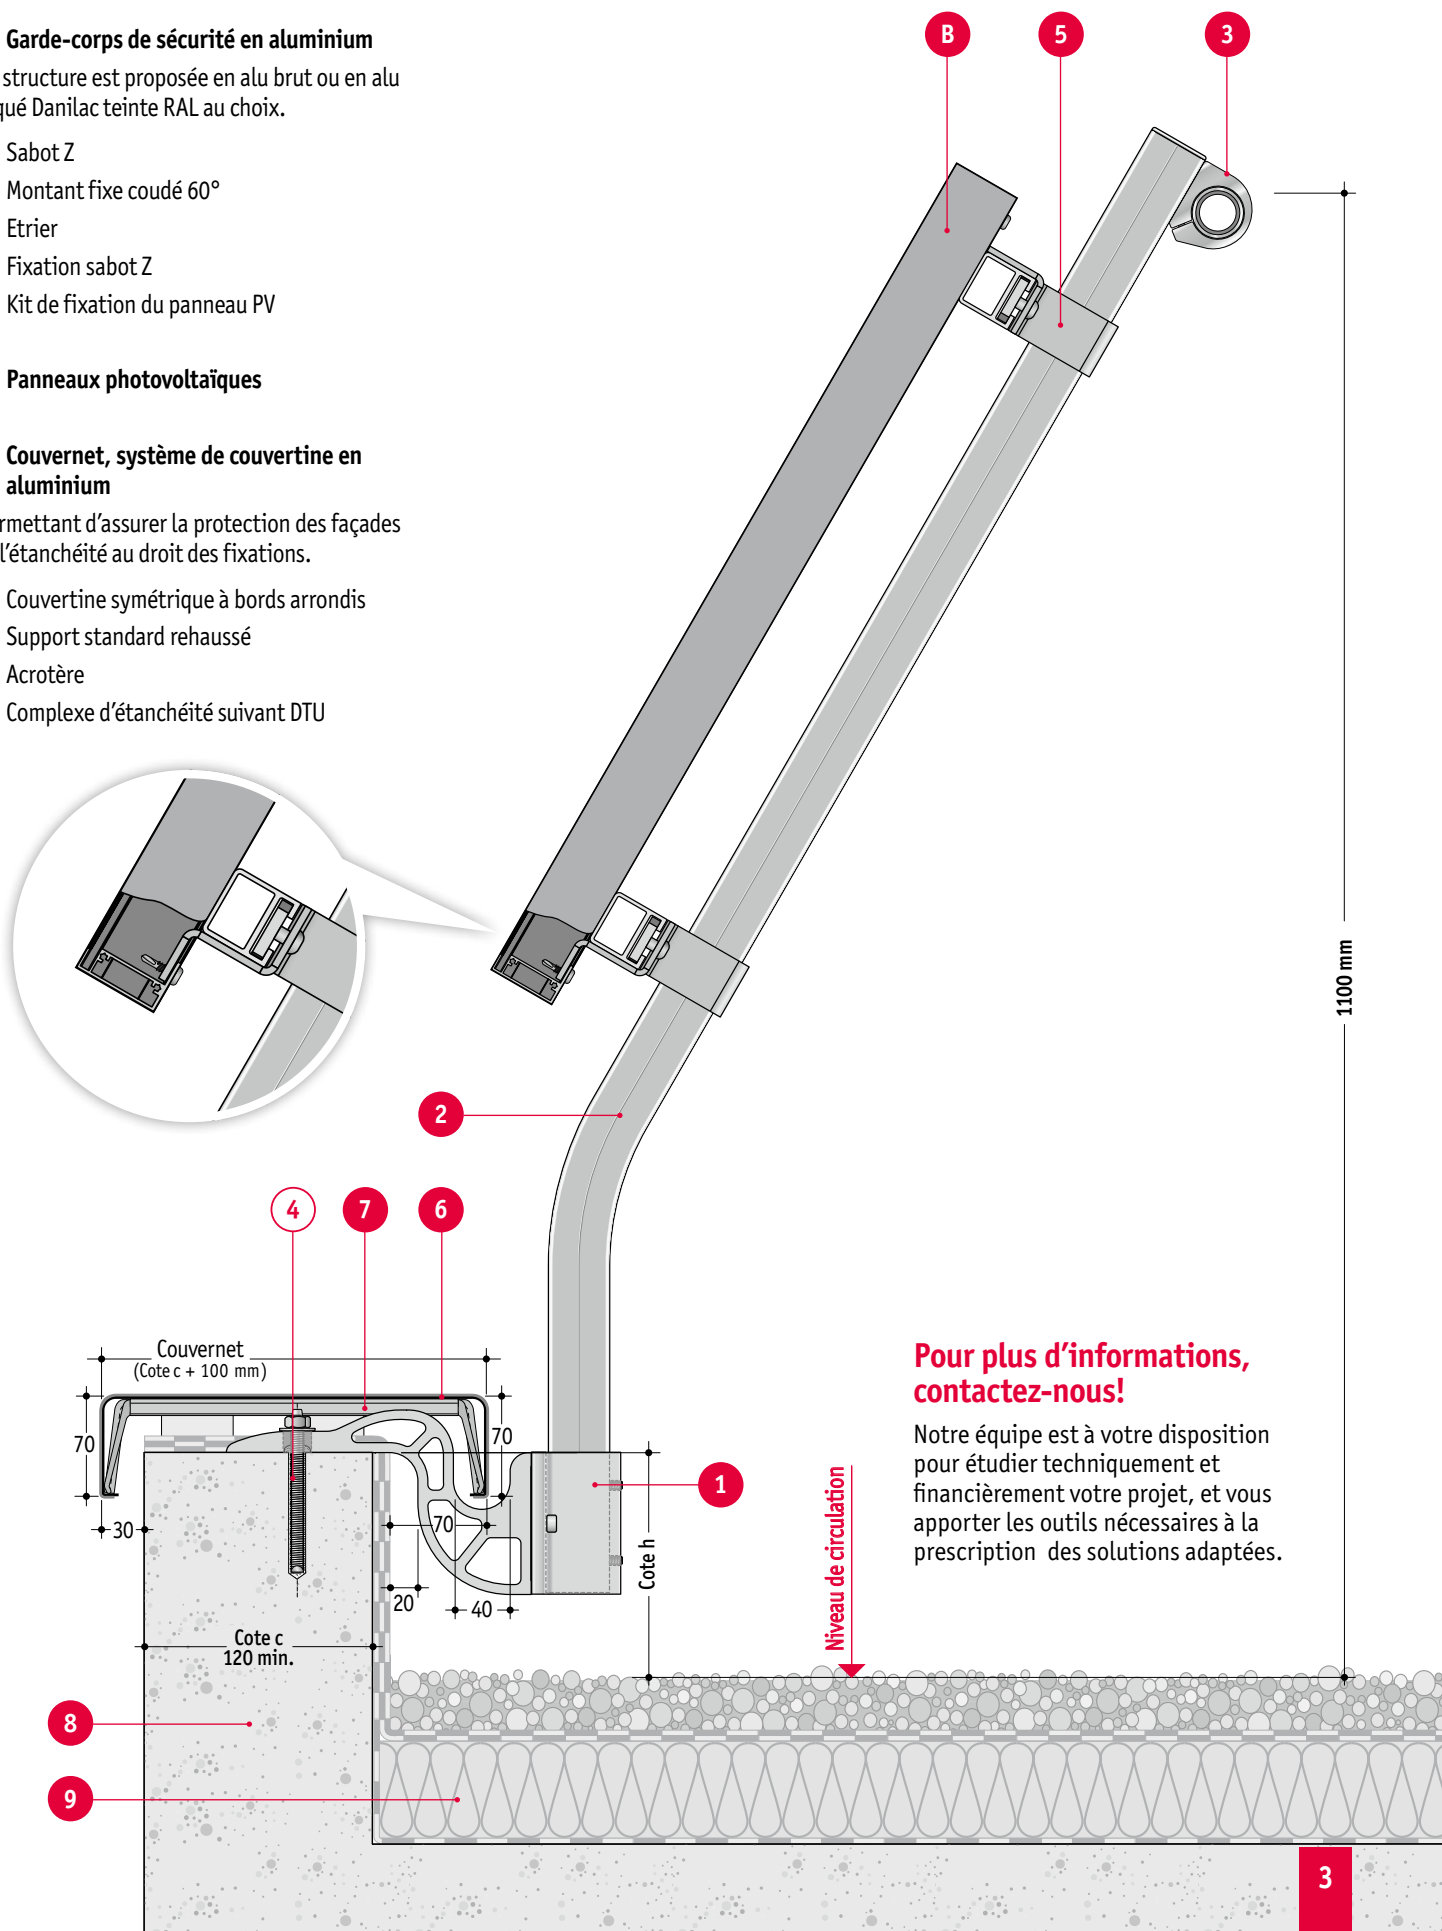 Garde-corps de sécurité en aluminium
structure est proposée en alu brut ou en alu
qué Danilac teinte RAL au choix.
Sabot Z
Montant fixe coudé 60°
Etrier
Fixation sabot Z
Kit de fixation du panneau PV
Panneaux photovoltaïques
Couvernet, système de couvertine en
aluminium
rmettant d'assurer la protection des façades
l'étanchéité au droit des fixations.
Couvertine symétrique à bords arrondis
Support standard rehaussé
Acrotère
Complexe d'étanchéité suivant DTU
B
5
3
1100 mm
2
4
7
6
Couvernet
(Cote c + 100 mm)
70
70
30
70
20
40
1
Cote h
Cote c
120 min.
Niveau de circulation
8
9
Pour plus d'informations,
contactez-nous!
Notre équipe est à votre disposition
pour étudier techniquement et
financièrement votre projet, et vous
apporter les outils nécessaires à la
prescription des solutions adaptées.
3